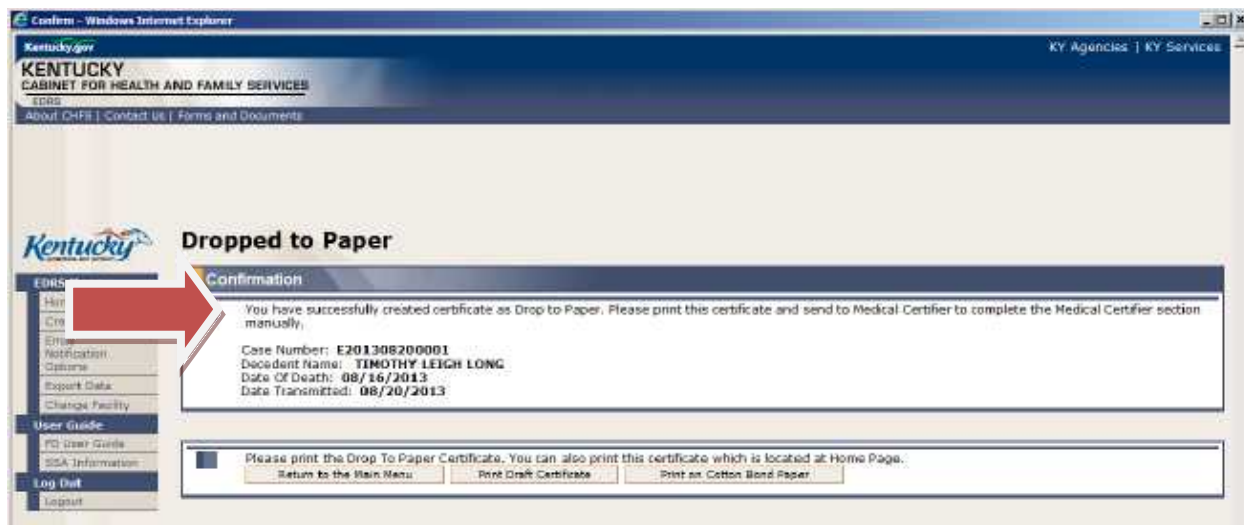 Confirm - Windows Internet Explorer
Kentucky.gov
KY Agencies | KY Services
KENTUCKY
CABINET FOR HEALTH AND FAMILY SERVICES
EDRS
About CHFS | Contact Us | Forms and Documents
Kentucky
Dropped to Paper
EDRS
Confirmation
You have successfully created certificate as Drop to Paper. Please print this certificate and send to Medical Certifier to complete the Medical Certifier section
manually.
Case Number: E201308200001
Decedent Name: TIMOTHY LEIGH LONG
Date Of Death: 08/16/2013
Date Transmitted: 08/20/2013
Notification
Options
Export Data
Change Facility
User Guide
FD User Guide
SSA Information
Log Out
Logout
Please print the Drop To Paper Certificate. You can also print this certificate which is located at Home Page.
Return to the Main Menu
Print Draft Certificate
Print on Cotton Bond Paper